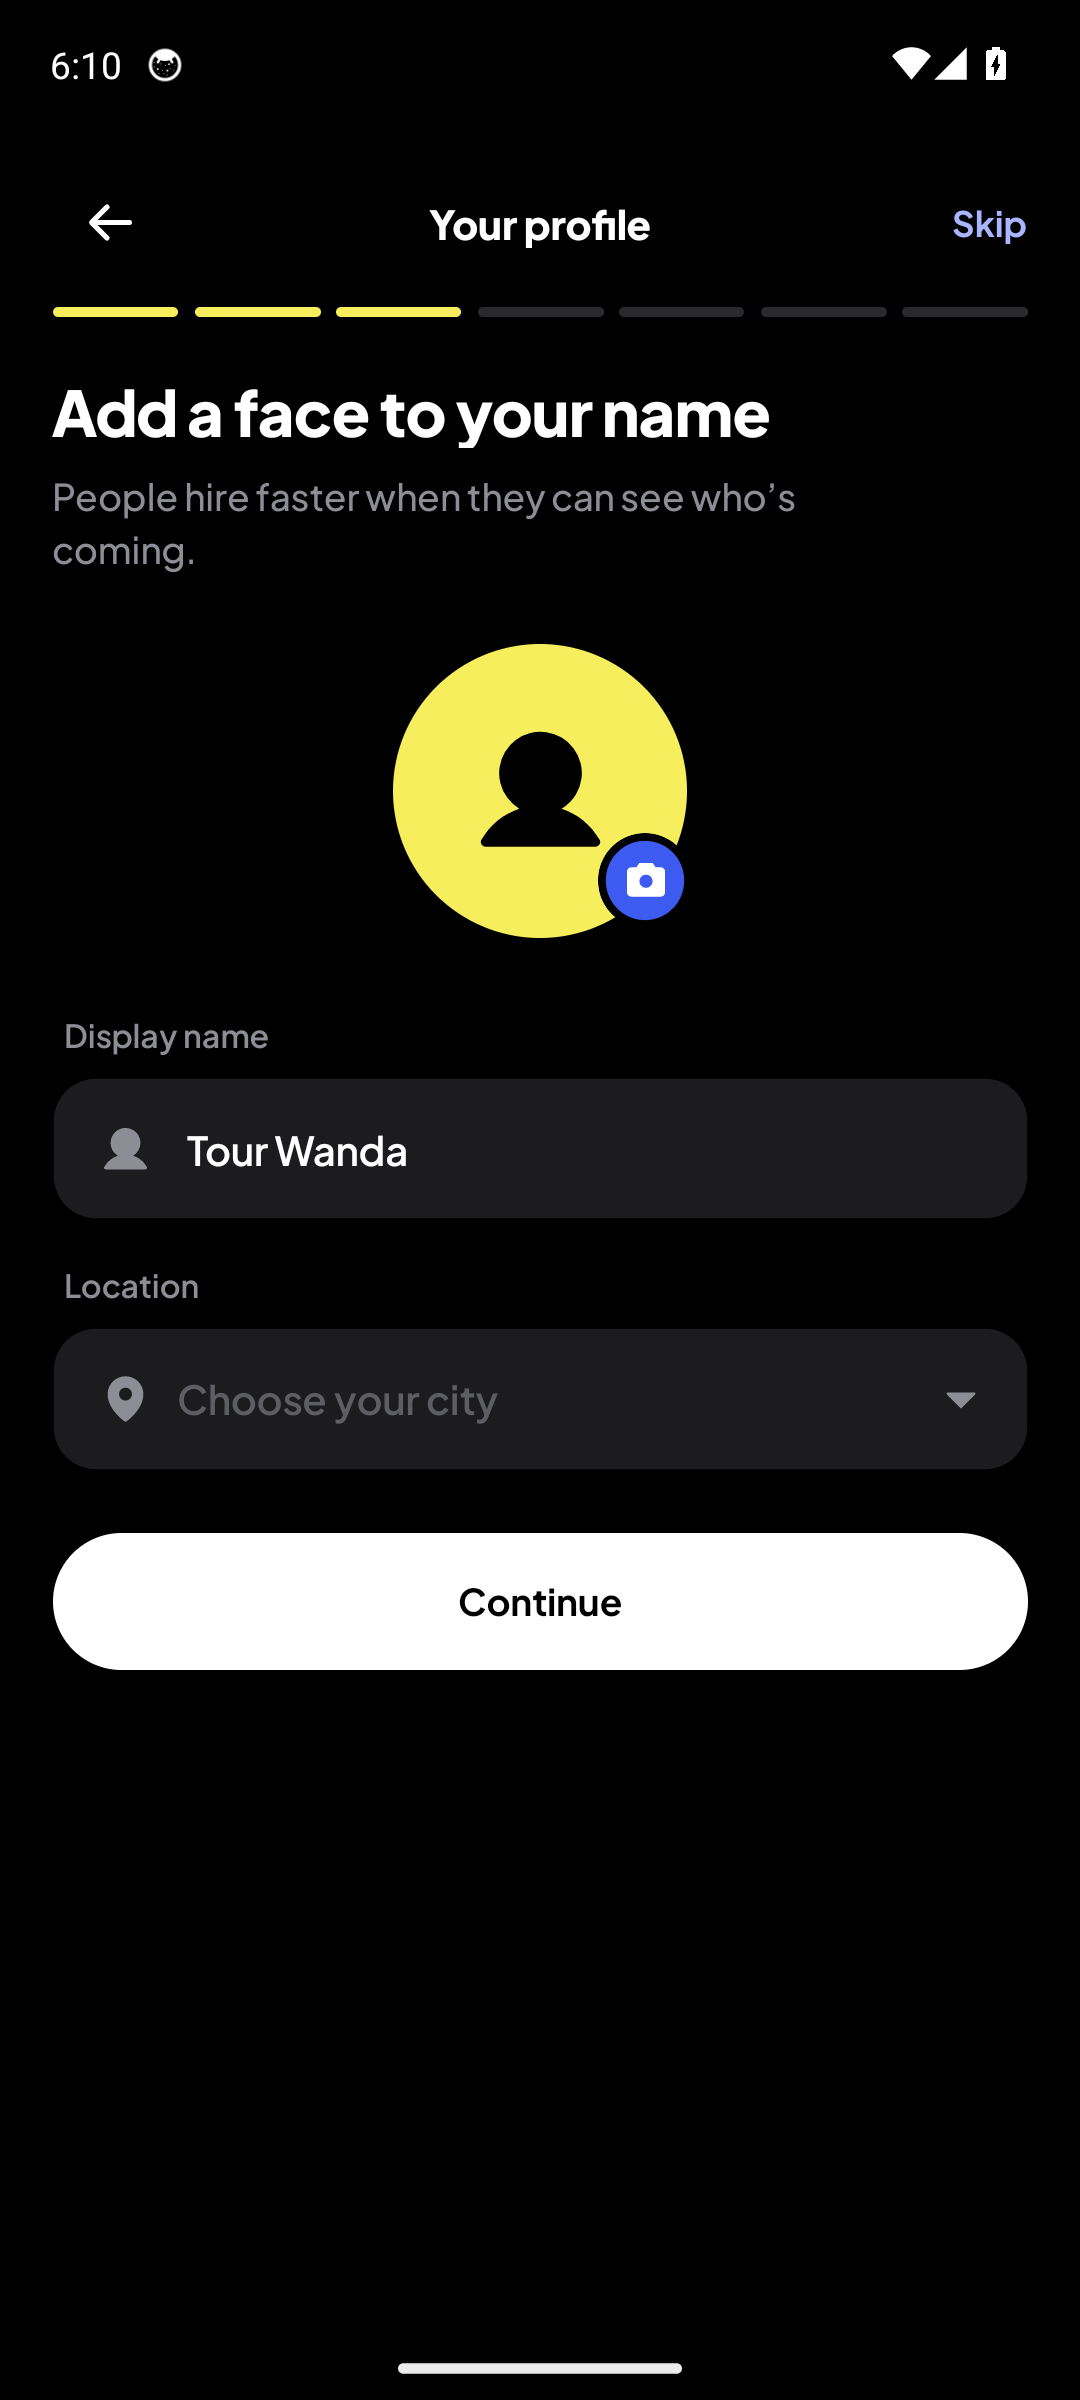 6:10
Your profile
Skip
Add a face to your name
People hire faster when they can see who’s
coming.
Display name
Tour Wanda
Location
Choose your city
Continue